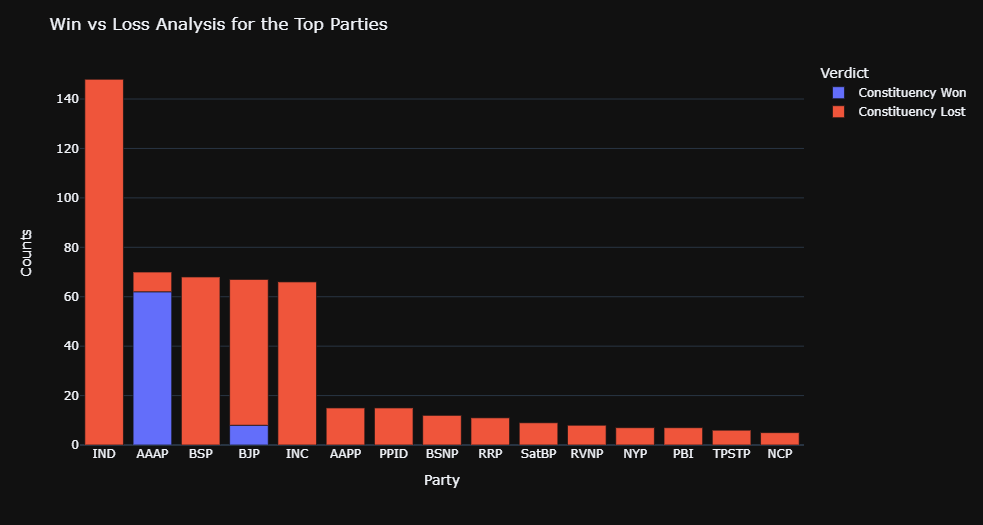 Win vs Loss Analysis for the Top Parties
Verdict
Constituency Won
Constituency Lost
Counts
140
120
100
80
60
40
20
0
IND AAAP BSP BJP INC AAPP PPID BSNP RRP SatBP RVNP NYP PBI TPSTP NCP
Party